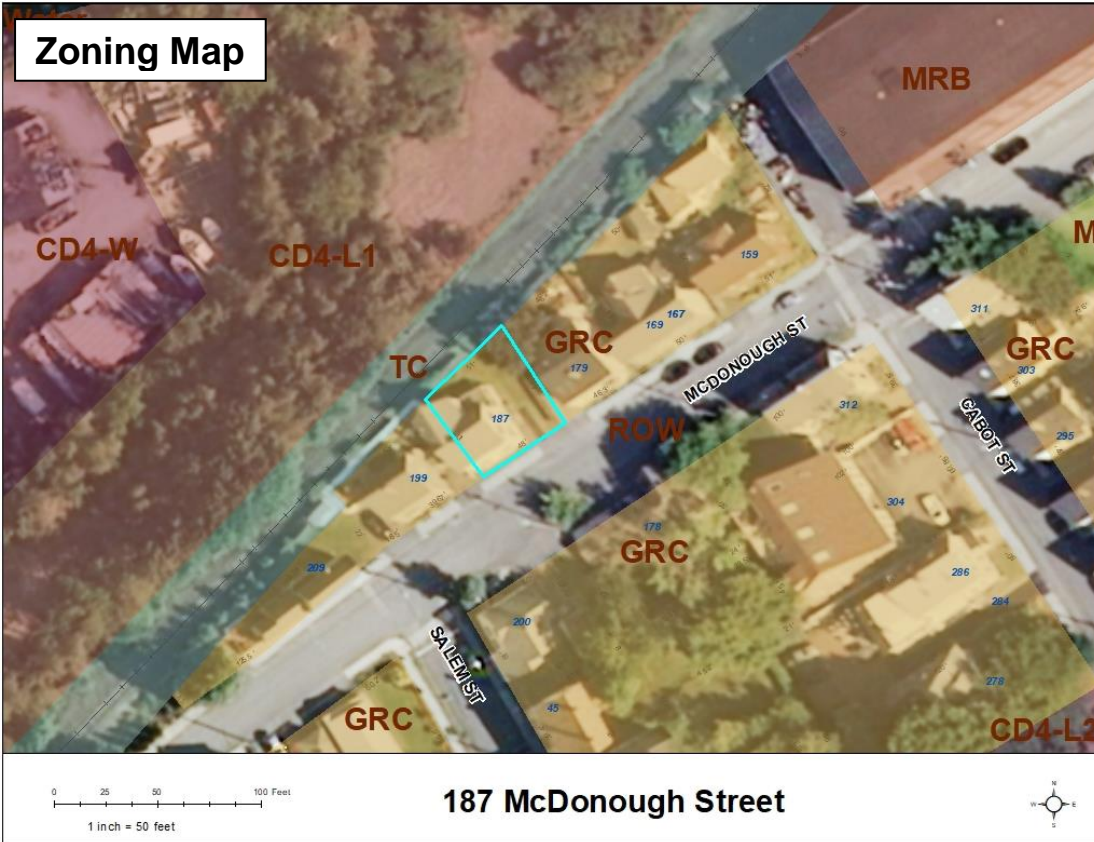 Water
Zoning Map
MRB
CD4-W
CD4-L1
M
159
311
167
169
GRC
TC
GRC
179
303
MCDONOUGH ST
187
ROW
312
CABOT ST
295
199
304
178
GRC
209
286
284
200
SALEM ST
278
45
GRC
CD4-L2
0 25 50 100 Feet
1 inch = 50 feet
187 McDonough Street
N
W E
S